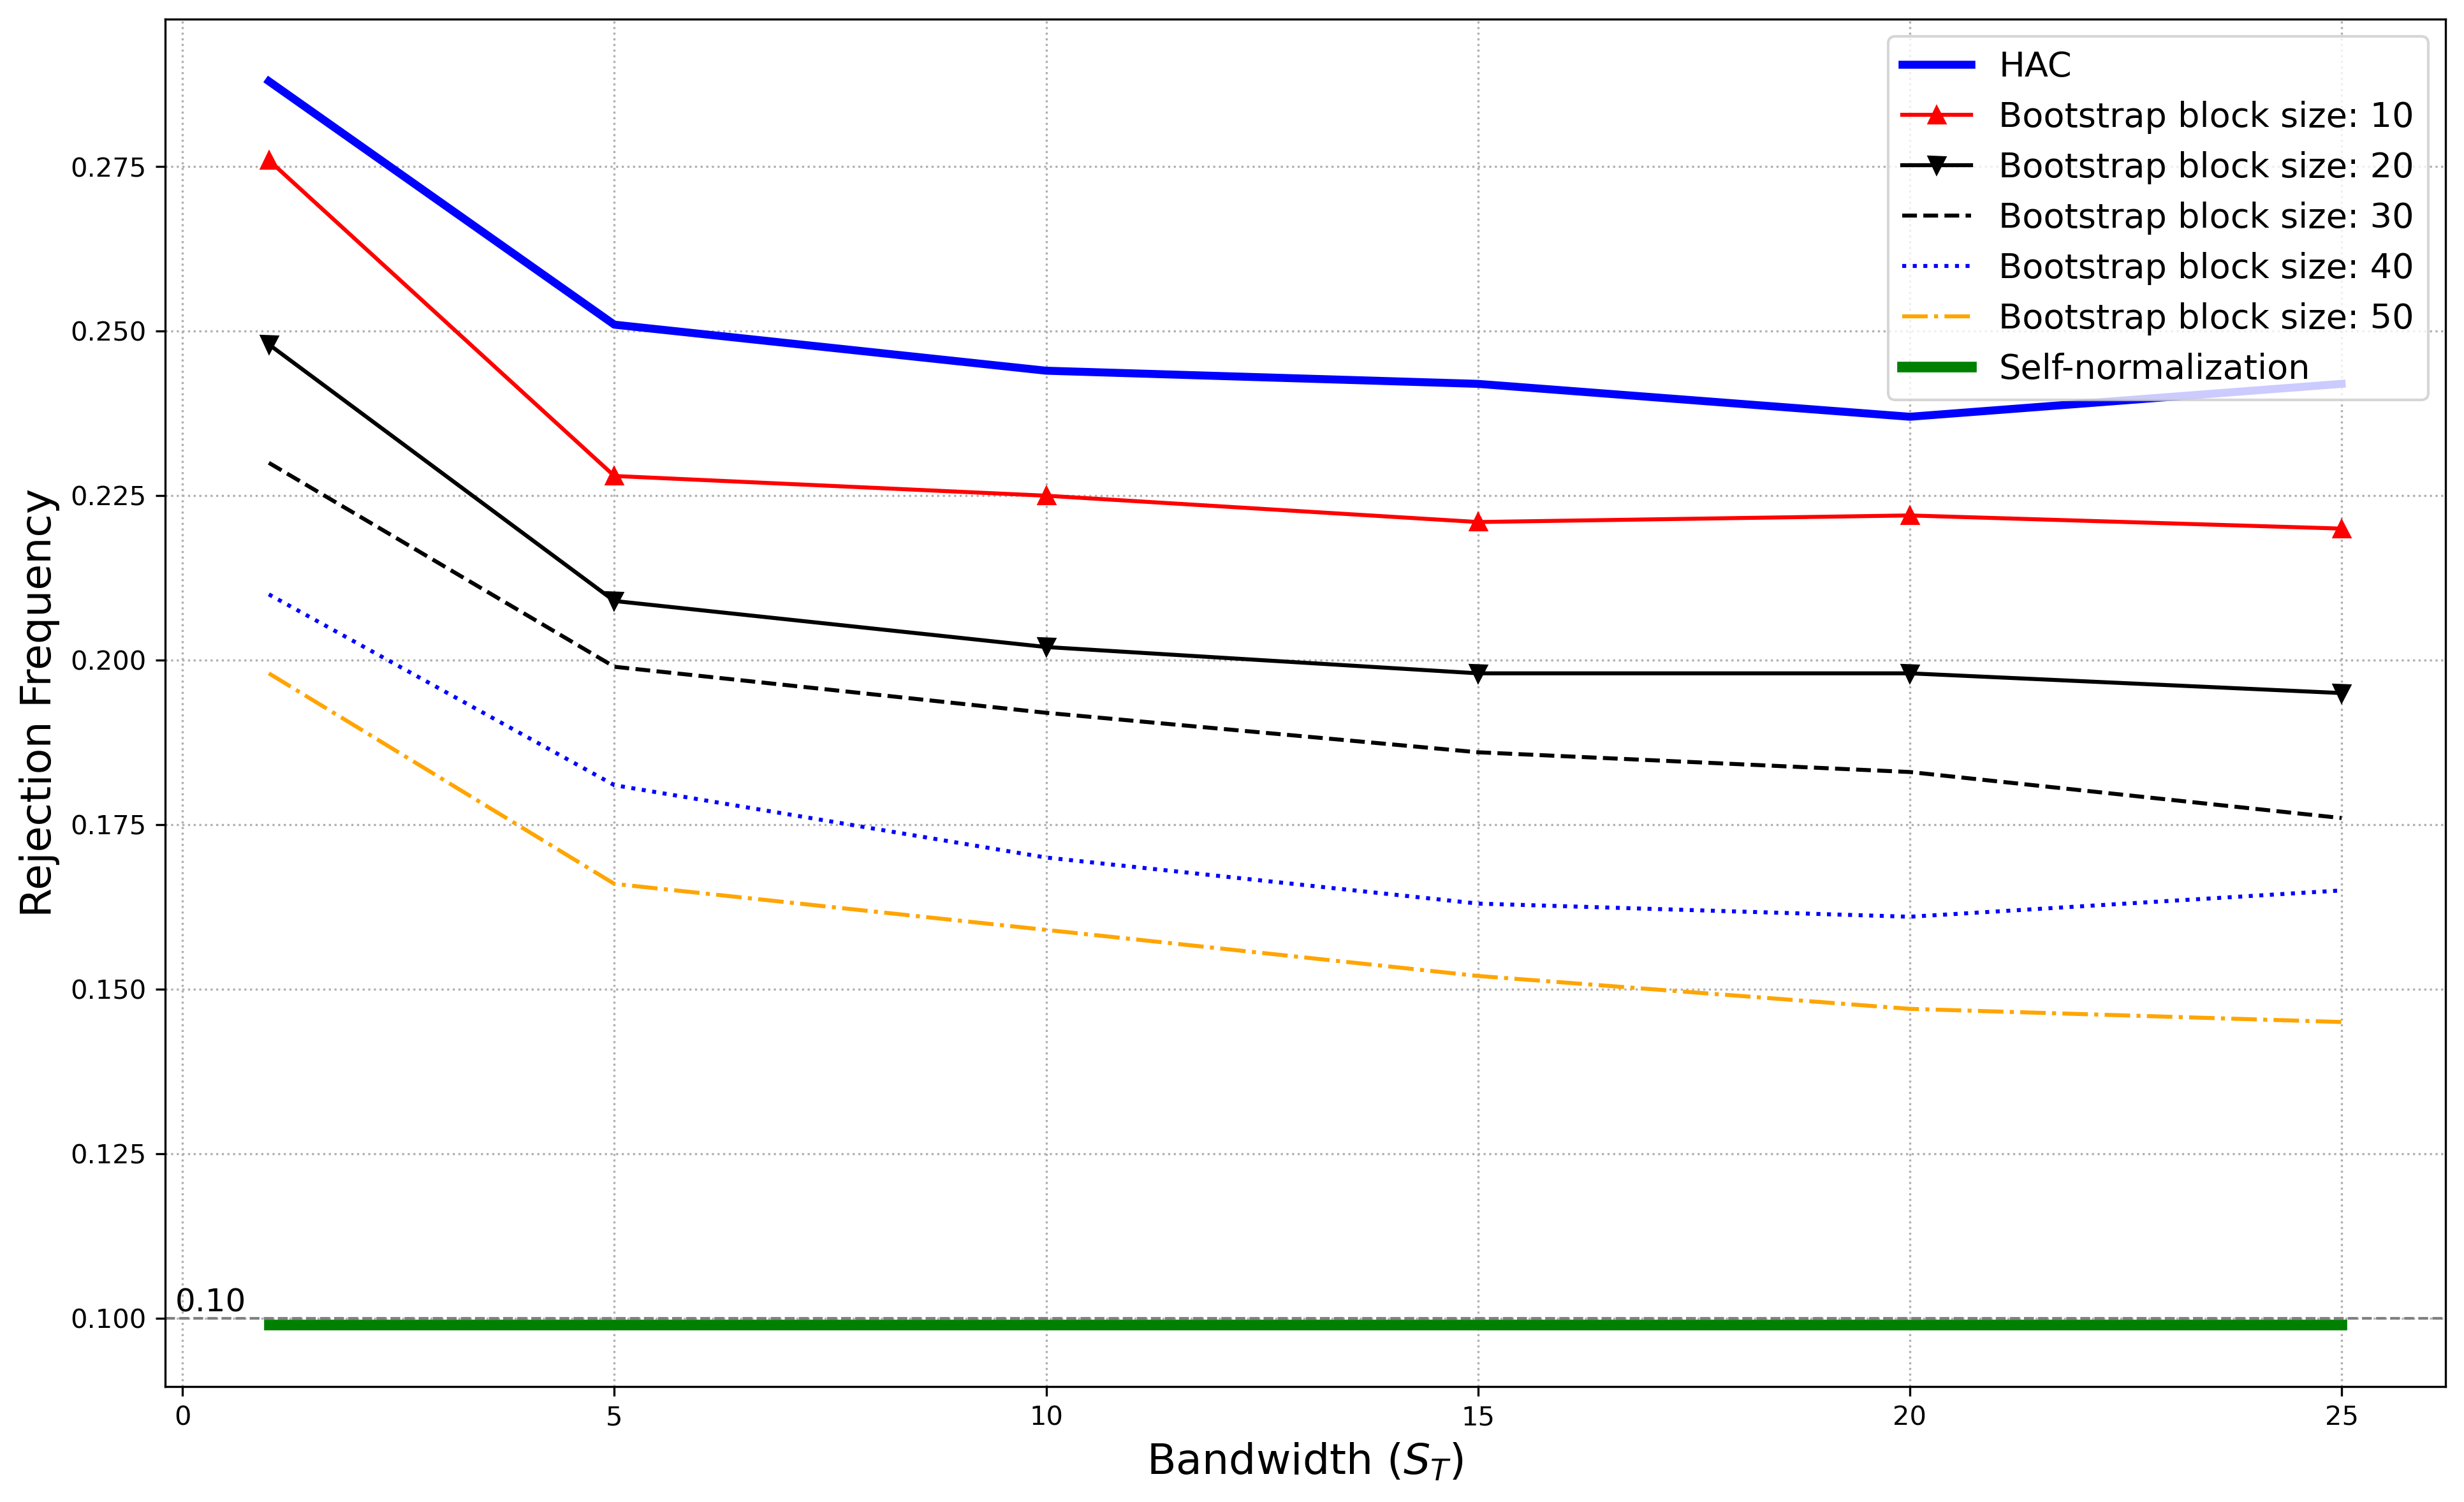 HAC
Bootstrap block size: 10
Bootstrap block size: 20
Bootstrap block size: 30
Bootstrap block size: 40
Bootstrap block size: 50
Self-normalization
Rejection Frequency
0.275
0.250
0.225
0.200
0.175
0.150
0.125
0.100
0.10
0 5 10 15 20 25
Bandwidth (S_T)